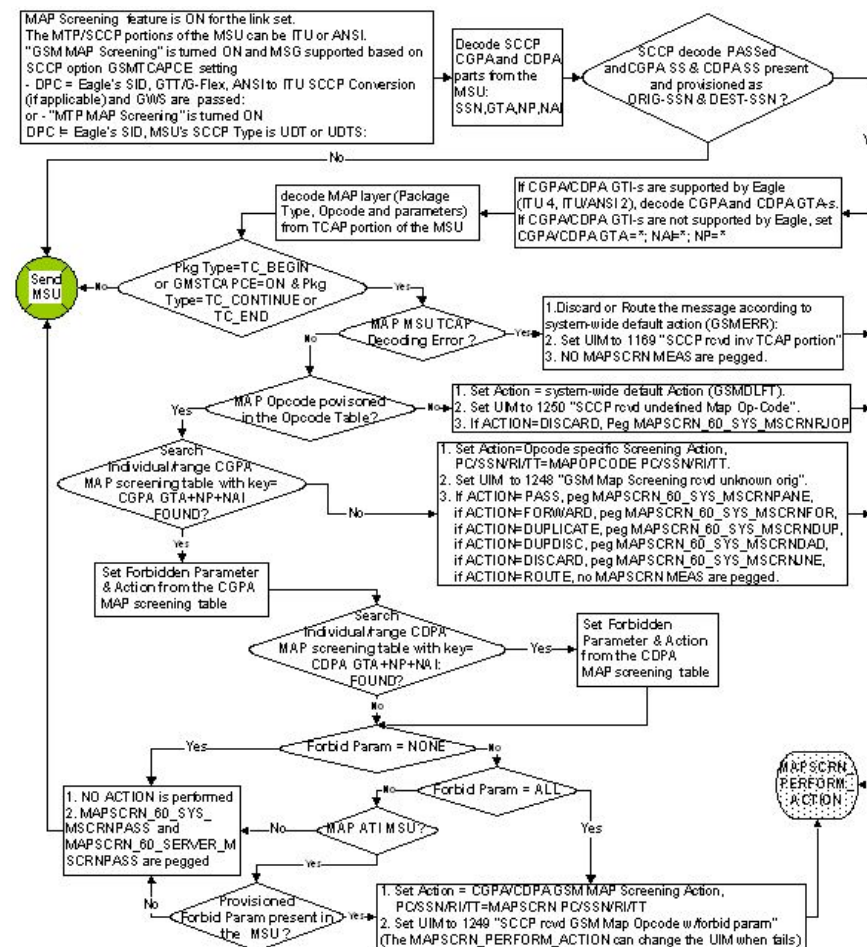 MAP Screening feature is ON for the link set.
The MTP/SCCP portions of the MSU can be ITU or ANSI.
"GSM MAP Screening" is turned ON and MSG supported based on
SCCP option GSMTCAPCE setting
- DPC = Eagle's SID, GTT/G-Flex, ANSI to ITU SCCP Conversion
(if applicable) and GWS are passed:
or - "MTP MAP Screening" is turned ON
DPC != Eagle's SID, MSU's SCCP Type is UDT or UDTS:
Decode SCCP
CGPA and CDPA
parts from the
MSU:
SSN,GTA,NP,NAI
SCCP decode PASSed
and CGPA SS & CDPA SS present
and provisioned as
ORIG-SSN & DEST-SSN ?
No
If CGPA/CDPA GTI-s are supported by Eagle
(ITU 4, ITU/ANSI 2), decode CGPA and CDPA GTA-s.
If CGPA/CDPA GTI-s are not supported by Eagle, set
CGPA/CDPA GTA=*; NAI=*; NP=*
decode MAP layer (Package
Type, Opcode and parameters)
from TCAP portion of the MSU
Send
MSU
No
Pkg Type=TC_BEGIN
or GMSTCAPCE=ON & Pkg
Type=TC_CONTINUE or
TC_END
Yes
MAP MSU TCAP
Decoding Error ?
Yes
No
1.Discard or Route the message according to
system-wide default action (GSMERR):
2. Set UIM to 1169 "SCCP rcvd inv TCAP portion"
3. NO MAPSCRN MEAS are pegged.
MAP Opcode povisoned
in the Opcode Table?
Yes
No
1. Set Action = system-wide default Action (GSMDLFT).
2. Set UIM to 1250 "SCCP rcvd undefined Map Op-Code".
3. If ACTION=DISCARD, Peg MAPSCRN_60_SYS_MSCRNRJOP
Search
Individual/range CGPA
MAP screening table with key=
CGPA GTA+NP+NAI
FOUND?
No
Yes
1. Set Action=Opcode specific Screening Action,
PC/SSN/RI/TT=MAPOPCODE PC/SSN/RI/TT.
2. Set UIM to 1248 "GSM Map Screening rcvd unknown orig".
3. If ACTION= PASS, peg MAPSCRN_60_SYS_MSCRNPANE,
if ACTION=FORWARD, peg MAPSCRN_60_SYS_MSCRNFOR,
if ACTION=DUPLICATE, peg MAPSCRN_60_SYS_MSCRNDUP,
if ACTION=DUPDISC, peg MAPSCRN_60_SYS_MSCRNDAD,
if ACTION=DISCARD, peg MAPSCRN_60_SYS_MSCRNJNE,
if ACTION=ROUTE, no MAPSCRN MEAS are pegged.
Set Forbidden Parameter
& Action from the CGPA
MAP screening table
Search
Individual/range CDPA
MAP screening table with key=
CDPA GTA+NP+NAI:
FOUND?
Yes
No
Set Forbidden
Parameter & Action
from the CDPA
MAP screening table
Forbid Param = NONE
Yes
No
Forbid Param = ALL
No
Yes
MAPSCRN_
PERFORM_
ACTION
1. NO ACTION is performed
2. MAPSCRN_60_SYS_
MSCRNPASS and
MAPSCRN_60_SERVER_M
SCRNPASS are pegged
No
MAP ATI MSU?
Yes
No
Provisioned
Forbid Param present in
the MSU ?
Yes
1. Set Action = CGPA/CDPA GSM MAP Screening Action,
PC/SSN/RI/TT=MAPSCRN PC/SSN/RI/TT
2. Set UIM to 1249 "SCCP rcvd GSM Map Opcode w/forbid param"
(The MAPSCRN_PERFORM_ACTION can change the UIM when fails)